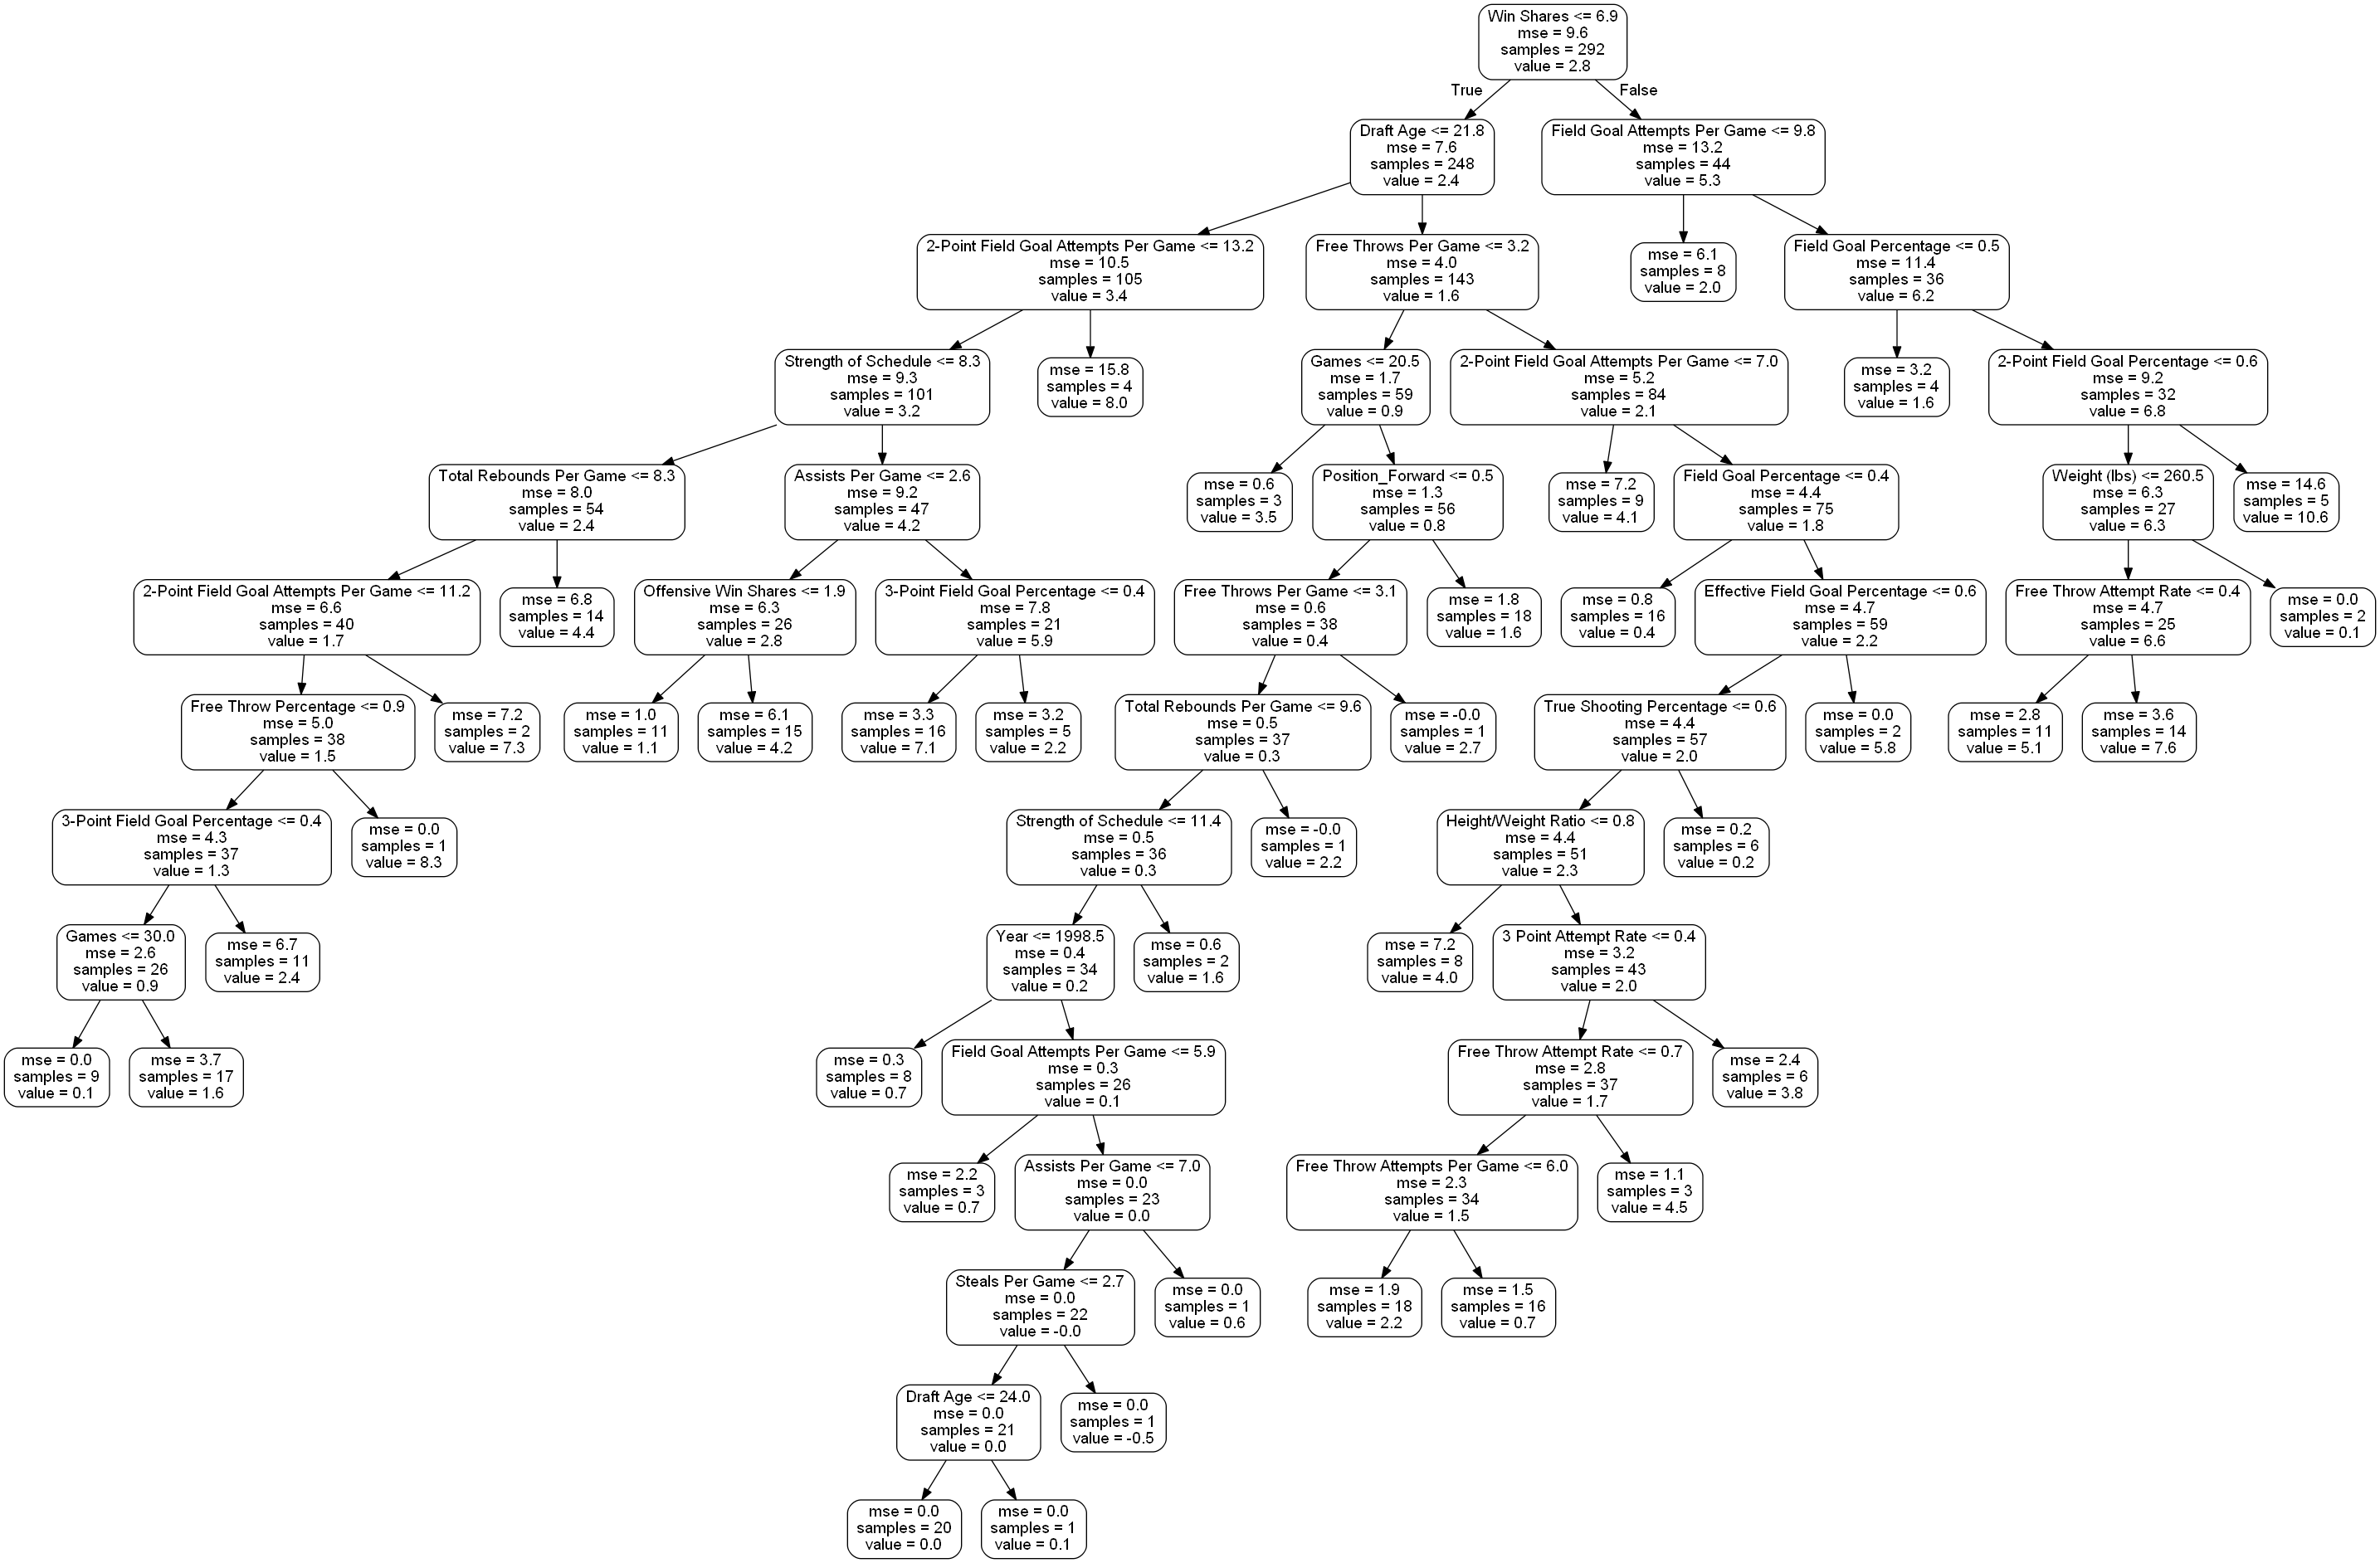 Win Shares <= 6.9
mse = 9.6
samples = 292
value = 2.8
True
False
Draft Age <= 21.8
mse = 7.6
samples = 248
value = 2.4
Field Goal Attempts Per Game <= 9.8
mse = 13.2
samples = 44
value = 5.3
2-Point Field Goal Attempts Per Game <= 13.2
mse = 10.5
samples = 105
value = 3.4
Free Throws Per Game <= 3.2
mse = 4.0
samples = 143
value = 1.6
mse = 6.1
samples = 8
value = 2.0
Field Goal Percentage <= 0.5
mse = 11.4
samples = 36
value = 6.2
Strength of Schedule <= 8.3
mse = 9.3
samples = 101
value = 3.2
mse = 15.8
samples = 4
value = 8.0
Games <= 20.5
mse = 1.7
samples = 59
value = 0.9
2-Point Field Goal Attempts Per Game <= 7.0
mse = 5.2
samples = 84
value = 2.1
mse = 3.2
samples = 4
value = 1.6
2-Point Field Goal Percentage <= 0.6
mse = 9.2
samples = 32
value = 6.8
Total Rebounds Per Game <= 8.3
mse = 8.0
samples = 54
value = 2.4
Assists Per Game <= 2.6
mse = 9.2
samples = 47
value = 4.2
mse = 0.6
samples = 3
value = 3.5
Position_Forward <= 0.5
mse = 1.3
samples = 56
value = 0.8
mse = 7.2
samples = 9
value = 4.1
Field Goal Percentage <= 0.4
mse = 4.4
samples = 75
value = 1.8
Weight (lbs) <= 260.5
mse = 6.3
samples = 27
value = 6.3
mse = 14.6
samples = 5
value = 10.6
2-Point Field Goal Attempts Per Game <= 11.2
mse = 6.6
samples = 40
value = 1.7
mse = 6.8
samples = 14
value = 4.4
Offensive Win Shares <= 1.9
mse = 6.3
samples = 26
value = 2.8
3-Point Field Goal Percentage <= 0.4
mse = 7.8
samples = 21
value = 5.9
Free Throws Per Game <= 3.1
mse = 0.6
samples = 38
value = 0.4
mse = 1.8
samples = 18
value = 1.6
mse = 0.8
samples = 16
value = 0.4
Effective Field Goal Percentage <= 0.6
mse = 4.7
samples = 59
value = 2.2
Free Throw Attempt Rate <= 0.4
mse = 4.7
samples = 25
value = 6.6
mse = 0.0
samples = 2
value = 0.1
Free Throw Percentage <= 0.9
mse = 5.0
samples = 38
value = 1.5
mse = 7.2
samples = 2
value = 7.3
mse = 1.0
samples = 11
value = 1.1
mse = 6.1
samples = 15
value = 4.2
mse = 3.3
samples = 16
value = 7.1
mse = 3.2
samples = 5
value = 2.2
Total Rebounds Per Game <= 9.6
mse = 0.5
samples = 37
value = 0.3
mse = -0.0
samples = 1
value = 2.7
True Shooting Percentage <= 0.6
mse = 4.4
samples = 57
value = 2.0
mse = 0.0
samples = 2
value = 5.8
mse = 2.8
samples = 11
value = 5.1
mse = 3.6
samples = 14
value = 7.6
3-Point Field Goal Percentage <= 0.4
mse = 4.3
samples = 37
value = 1.3
mse = 0.0
samples = 1
value = 8.3
Strength of Schedule <= 11.4
mse = 0.5
samples = 36
value = 0.3
mse = -0.0
samples = 1
value = 2.2
Height/Weight Ratio <= 0.8
mse = 4.4
samples = 51
value = 2.3
mse = 0.2
samples = 6
value = 0.2
Games <= 30.0
mse = 2.6
samples = 26
value = 0.9
mse = 6.7
samples = 11
value = 2.4
Year <= 1998.5
mse = 0.4
samples = 34
value = 0.2
mse = 0.6
samples = 2
value = 1.6
mse = 7.2
samples = 8
value = 4.0
3 Point Attempt Rate <= 0.4
mse = 3.2
samples = 43
value = 2.0
mse = 0.0
samples = 9
value = 0.1
mse = 3.7
samples = 17
value = 1.6
mse = 0.3
samples = 8
value = 0.7
Field Goal Attempts Per Game <= 5.9
mse = 0.3
samples = 26
value = 0.1
Free Throw Attempt Rate <= 0.7
mse = 2.8
samples = 37
value = 1.7
mse = 2.4
samples = 6
value = 3.8
mse = 2.2
samples = 3
value = 0.7
Assists Per Game <= 7.0
mse = 0.0
samples = 23
value = 0.0
Free Throw Attempts Per Game <= 6.0
mse = 2.3
samples = 34
value = 1.5
mse = 1.1
samples = 3
value = 4.5
Steals Per Game <= 2.7
mse = 0.0
samples = 22
value = -0.0
mse = 0.0
samples = 1
value = 0.6
mse = 1.9
samples = 18
value = 2.2
mse = 1.5
samples = 16
value = 0.7
Draft Age <= 24.0
mse = 0.0
samples = 21
value = 0.0
mse = 0.0
samples = 1
value = -0.5
mse = 0.0
samples = 20
value = 0.0
mse = 0.0
samples = 1
value = 0.1